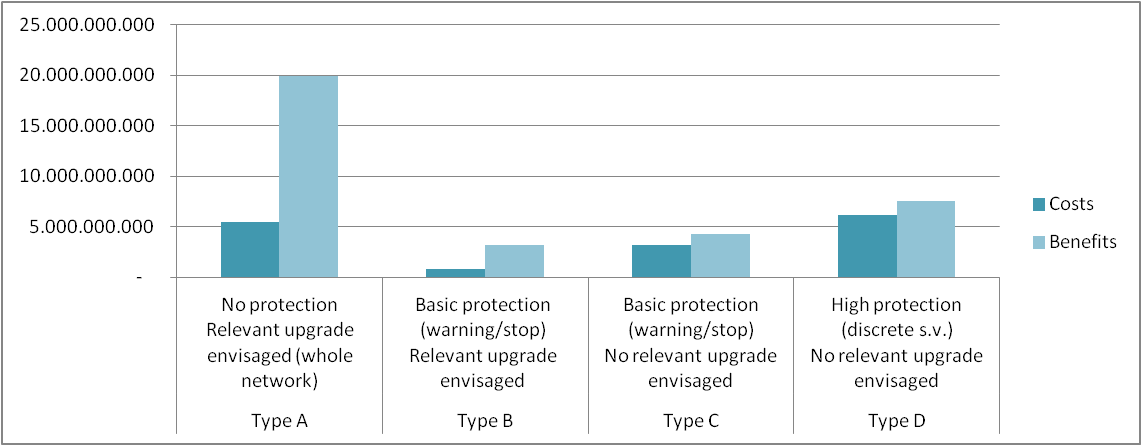 25.000.000.000
20.000.000.000
15.000.000.000
10.000.000.000
5.000.000.000
-
No protection
Relevant upgrade
envisaged (whole
network)
Type A
Basic protection
(warning/stop)
Relevant upgrade
envisaged
Type B
Basic protection
(warning/stop)
No relevant upgrade
envisaged
Type C
High protection
(discrete s.v.)
No relevant upgrade
envisaged
Type D
Costs
Benefits